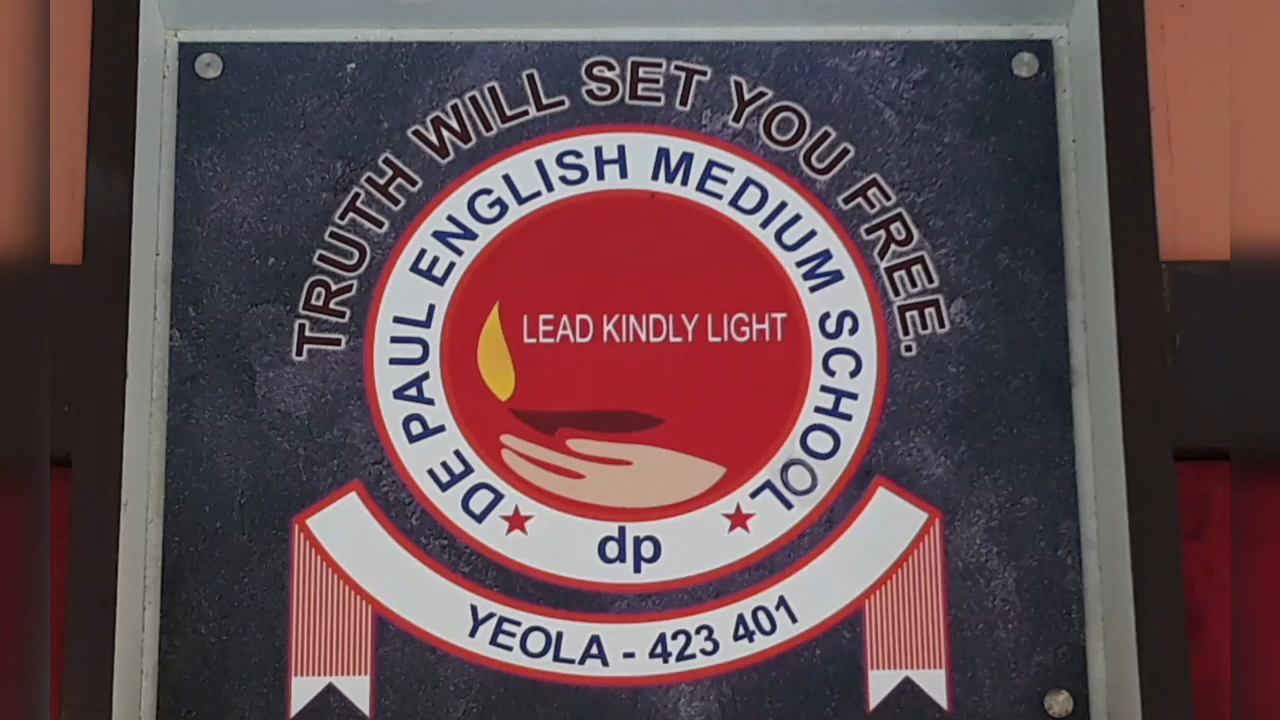 TRUTH WILL SET YOU FREE.
DE PAUL ENGLISH MEDIUM SCHOOL
LEAD KINDLY LIGHT
dp
YEOLA - 423 401